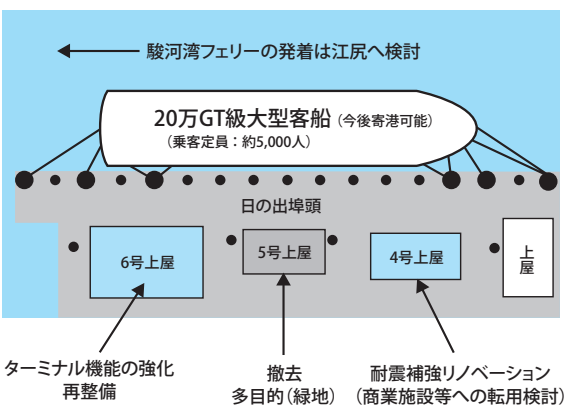 駿河湾フェリーの発着は江尻へ検討
20万GT級大型客船（今後寄港可能）
（乗客定員：約5,000人）
日の出埠頭
6号上屋
5号上屋
4号上屋
上屋
ターミナル機能の強化
再整備
撤去
多目的（緑地）
耐震補強リノベーション
（商業施設等への転用検討）